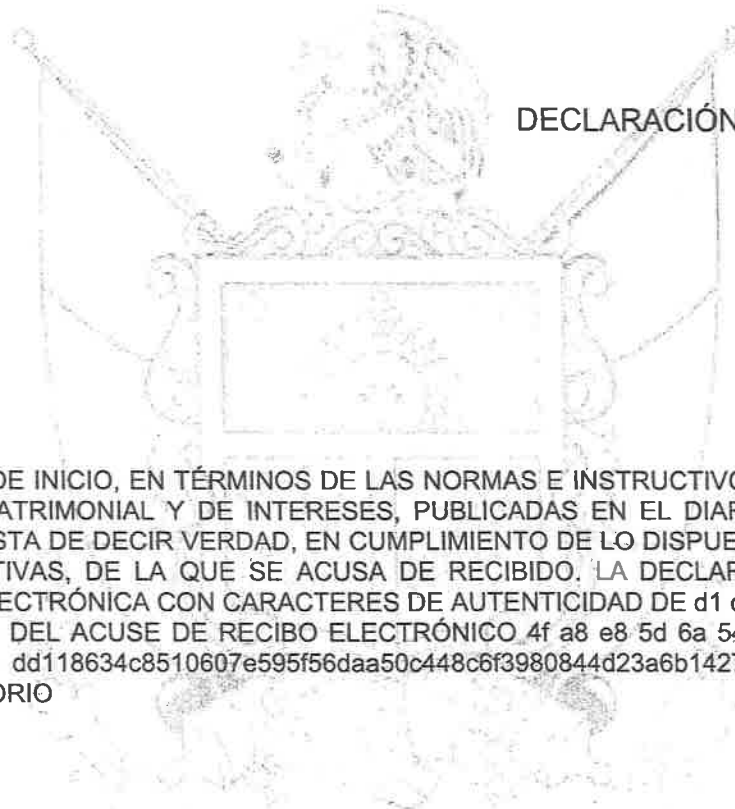 DECLARACIÓN
DE INICIO, EN TÉRMINOS DE LAS NORMAS E INSTRUCTIVO
ATRIMONIAL Y DE INTERESES, PUBLICADAS EN EL DIAR
STA DE DECIR VERDAD, EN CUMPLIMIENTO DE LO DISPUE
TIVAS, DE LA QUE SE ACUSA DE RECIBIDO. LA DECLAR
ECTRÓNICA CON CARACTERES DE AUTENTICIDAD DE d1
DEL ACUSE DE RECIBO ELECTRÓNICO 4f a8 e8 5d 6a 54
dd118634c8510607e595f56daa50c448c6f3980844d23a6b1427
ORIO